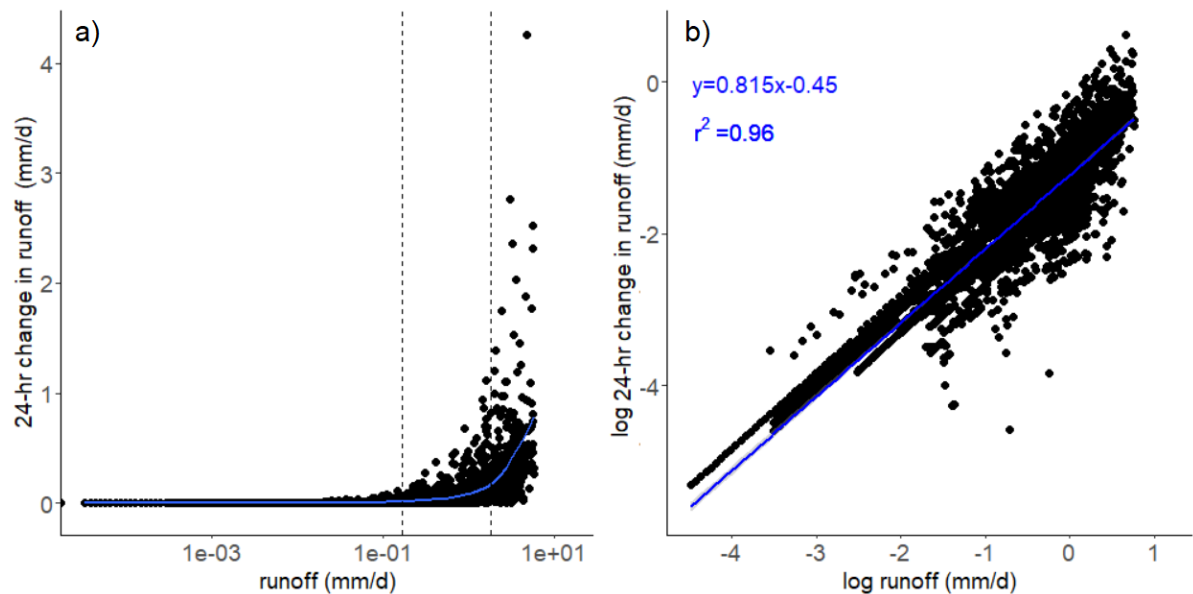 a)
24-hr change in runoff (mm/d)
4
3
2
1
0
1e-03 1e-01 1e+01
runoff (mm/d)
b)
y=0.815x-0.45
r² =0.96
log 24-hr change in runoff (mm/d)
0
-2
-4
-4 -3 -2 -1 0 1
log runoff (mm/d)